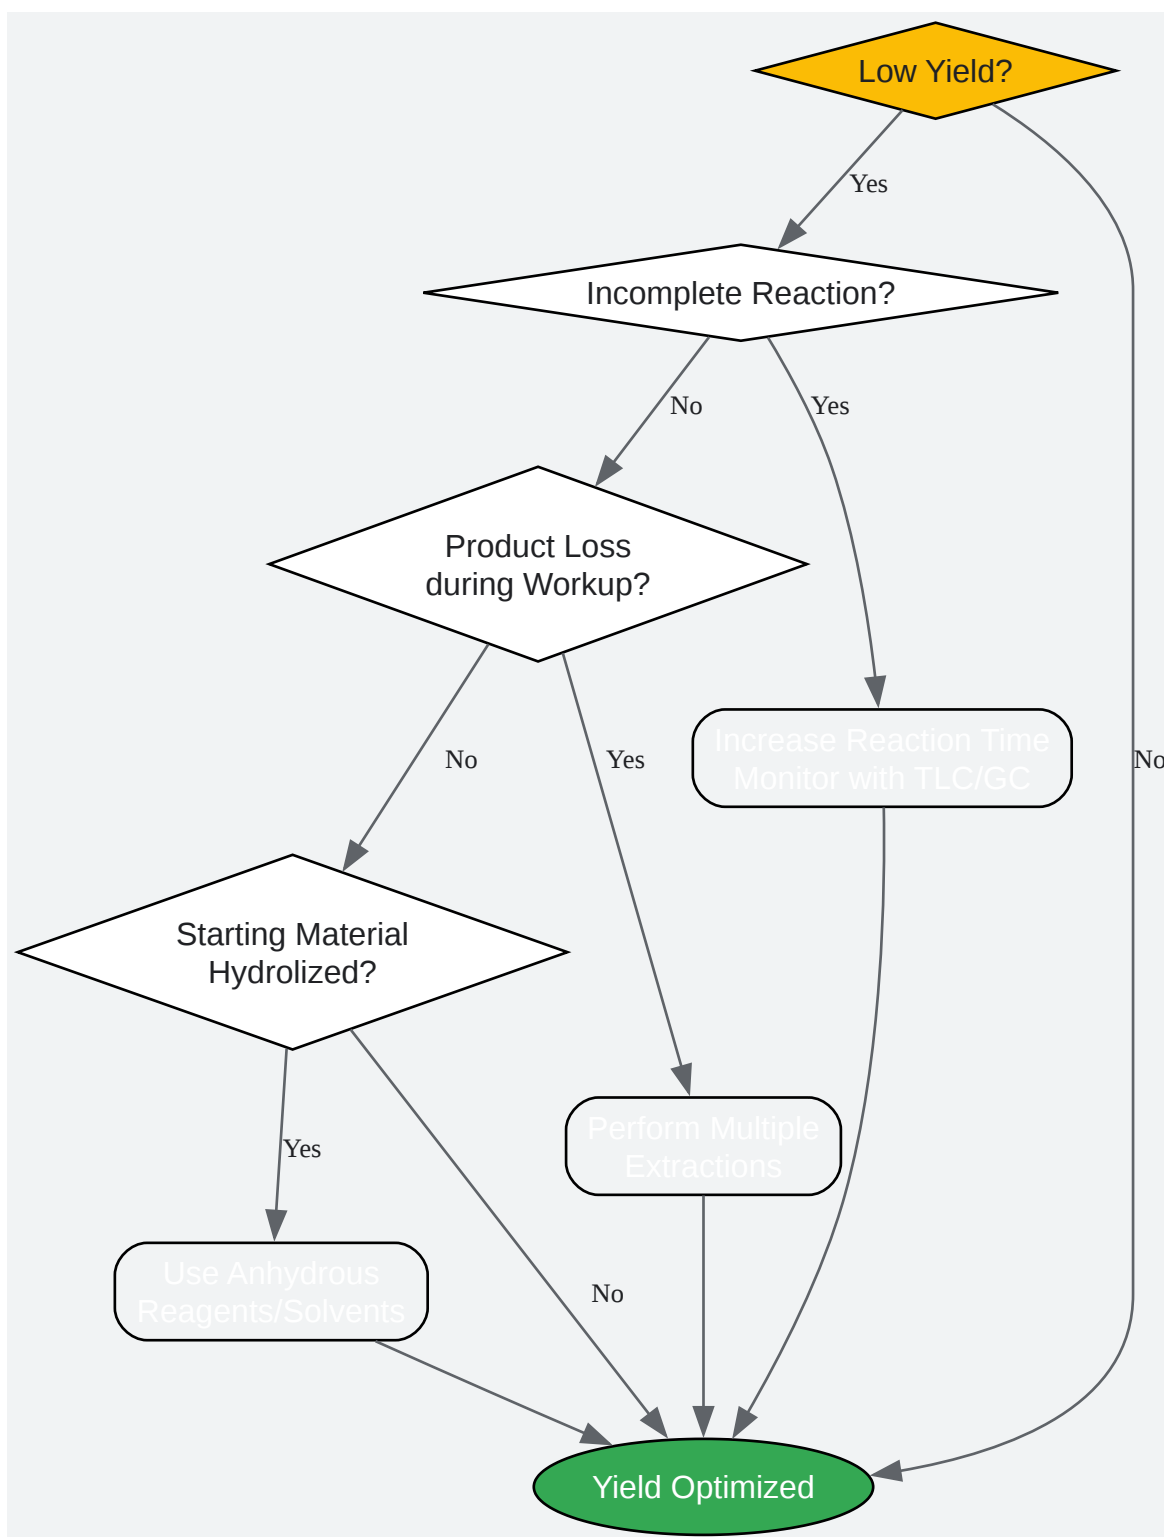 Low Yield?
Yes
Incomplete Reaction?
No
Yes
Product Loss
during Workup?
No
Yes
Increase Reaction Time
Monitor with TLC/GC
No
Starting Material
Hydrolized?
Yes
Perform Multiple
Extractions
Use Anhydrous
Reagents/Solvents
No
Yield Optimized